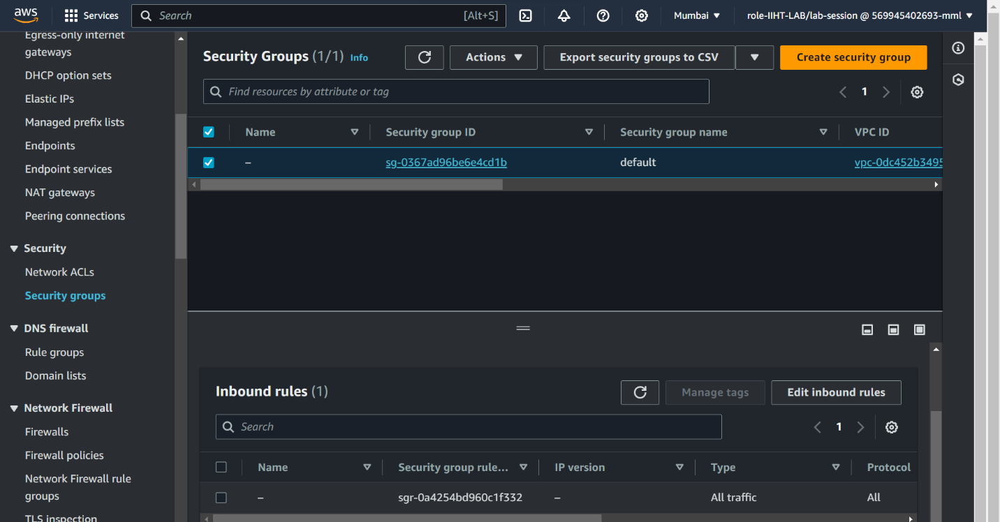 aws
Services
Search [Alt+S]
Mumbai ▼
role-IIHT-LAB/lab-session @ 569945402693-mml ▼
Egress-only internet
gateways
DHCP option sets
Elastic IPs
Managed prefix lists
Endpoints
Endpoint services
NAT gateways
Peering connections
Security
Network ACLs
Security groups
DNS firewall
Rule groups
Domain lists
Network Firewall
Firewalls
Firewall policies
Network Firewall rule
groups
TLS inspection
Security Groups (1/1) Info
Actions ▼
Export security groups to CSV
Create security group
Find resources by attribute or tag
1
Name Security group ID Security group name VPC ID
– sg-0367ad96be6e4cd1b default vpc-0dc452b3495
Inbound rules (1)
Manage tags
Edit inbound rules
Search
1
Name Security group rule... IP version Type Protocol
– sgr-0a4254bd960c1f332 – All traffic All